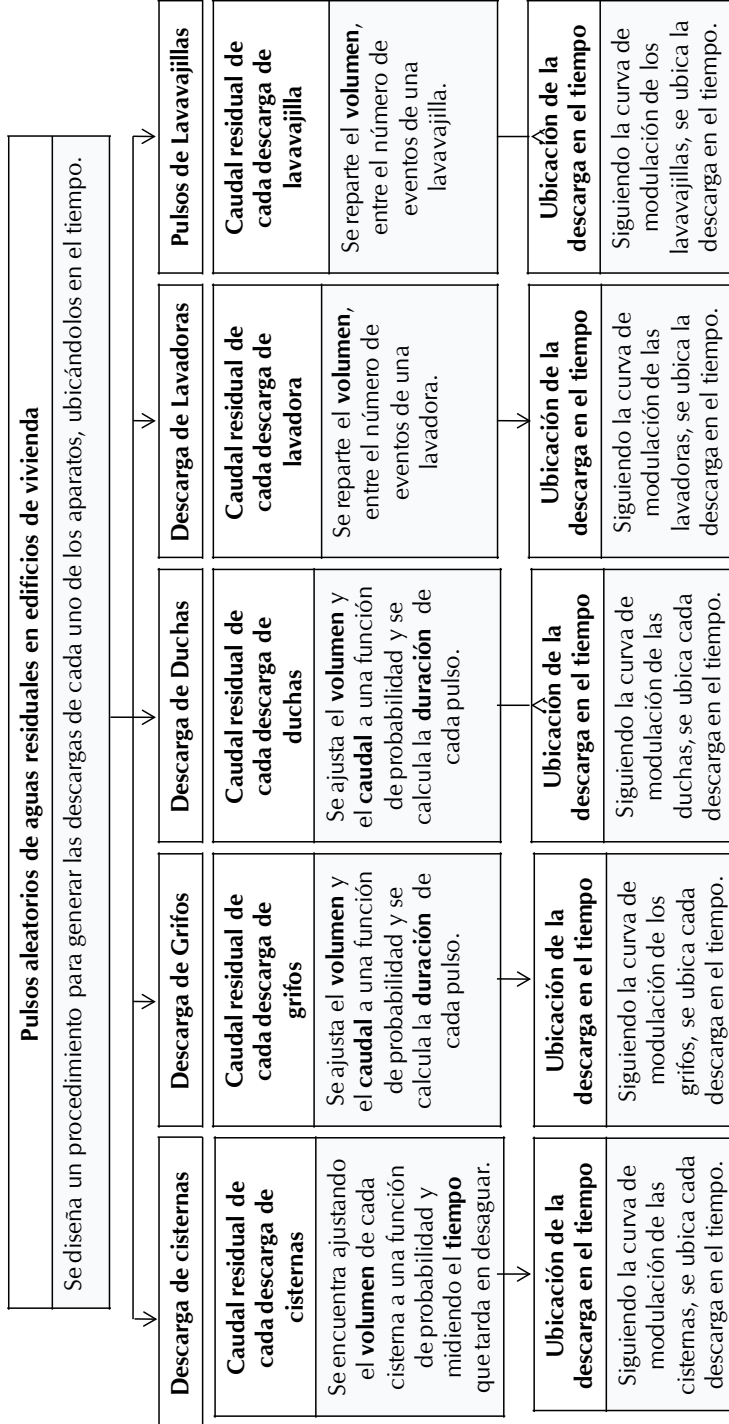 Pulsos aleatorios de aguas residuales en edificios de vivienda
Se diseña un procedimiento para generar las descargas de cada uno de los aparatos, ubicándolos en el tiempo.
Descarga de cisternas
Caudal residual de
cada descarga de
cisternas
Se encuentra ajustando
el volumen de cada
cisterna a una función
de probabilidad y
midiendo el tiempo
que tarda en desaguar.
Ubicación de la
descarga en el tiempo
Siguiendo la curva de
modulación de las
cisternas, se ubica cada
descarga en el tiempo.
Descarga de Grifos
Caudal residual de
cada descarga de
grifos
Se ajusta el volumen y
el caudal a una función
de probabilidad y se
calcula la duración de
cada pulso.
Ubicación de la
descarga en el tiempo
Siguiendo la curva de
modulación de los
grifos, se ubica cada
descarga en el tiempo.
Descarga de Duchas
Caudal residual de
cada descarga de
duchas
Se ajusta el volumen y
el caudal a una función
de probabilidad y se
calcula la duración de
cada pulso.
Ubicación de la
descarga en el tiempo
Siguiendo la curva de
modulación de las
duchas, se ubica cada
descarga en el tiempo.
Descarga de Lavadoras
Caudal residual de
cada descarga de
lavadora
Se reparte el volumen,
entre el número de
eventos de una
lavadora.
Ubicación de la
descarga en el tiempo
Siguiendo la curva de
modulación de las
lavadoras, se ubica la
descarga en el tiempo.
Pulsos de Lavavajillas
Caudal residual de
cada descarga de
lavavajilla
Se reparte el volumen,
entre el número de
eventos de una
lavavajilla.
Ubicación de la
descarga en el tiempo
Siguiendo la curva de
modulación de los
lavavajillas, se ubica la
descarga en el tiempo.